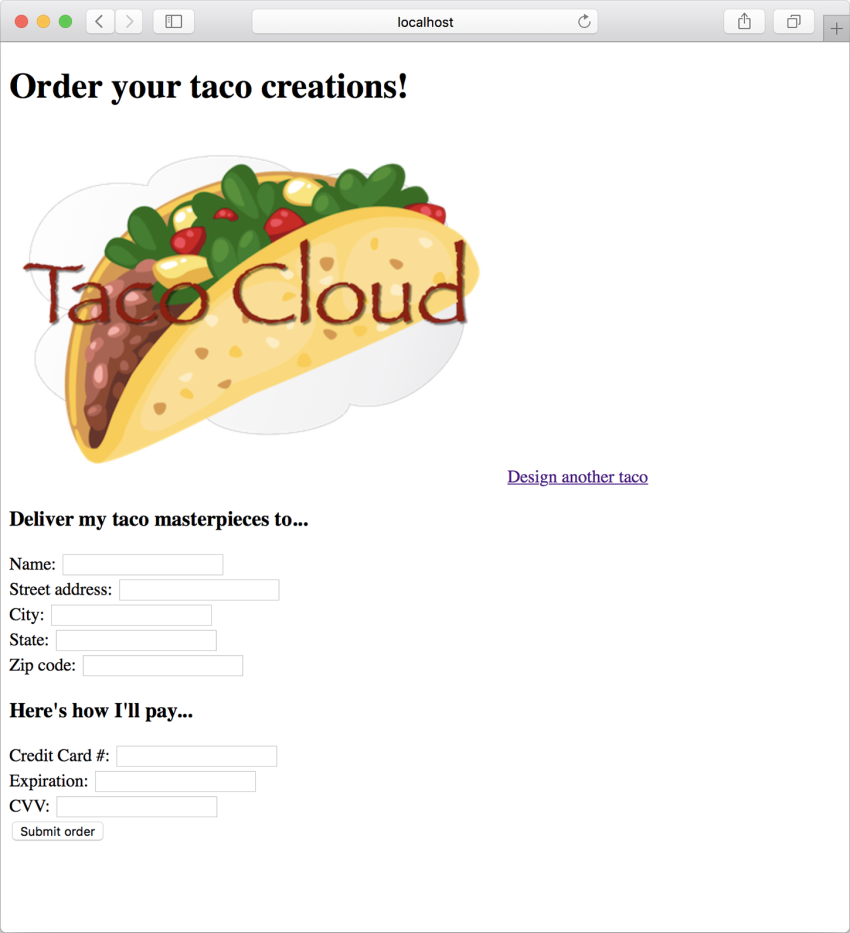 localhost
Order your taco creations!
Taco Cloud
Design another taco
Deliver my taco masterpieces to...
Name:
Street address:
City:
State:
Zip code:
Here's how I'll pay...
Credit Card #:
Expiration:
CVV:
Submit order